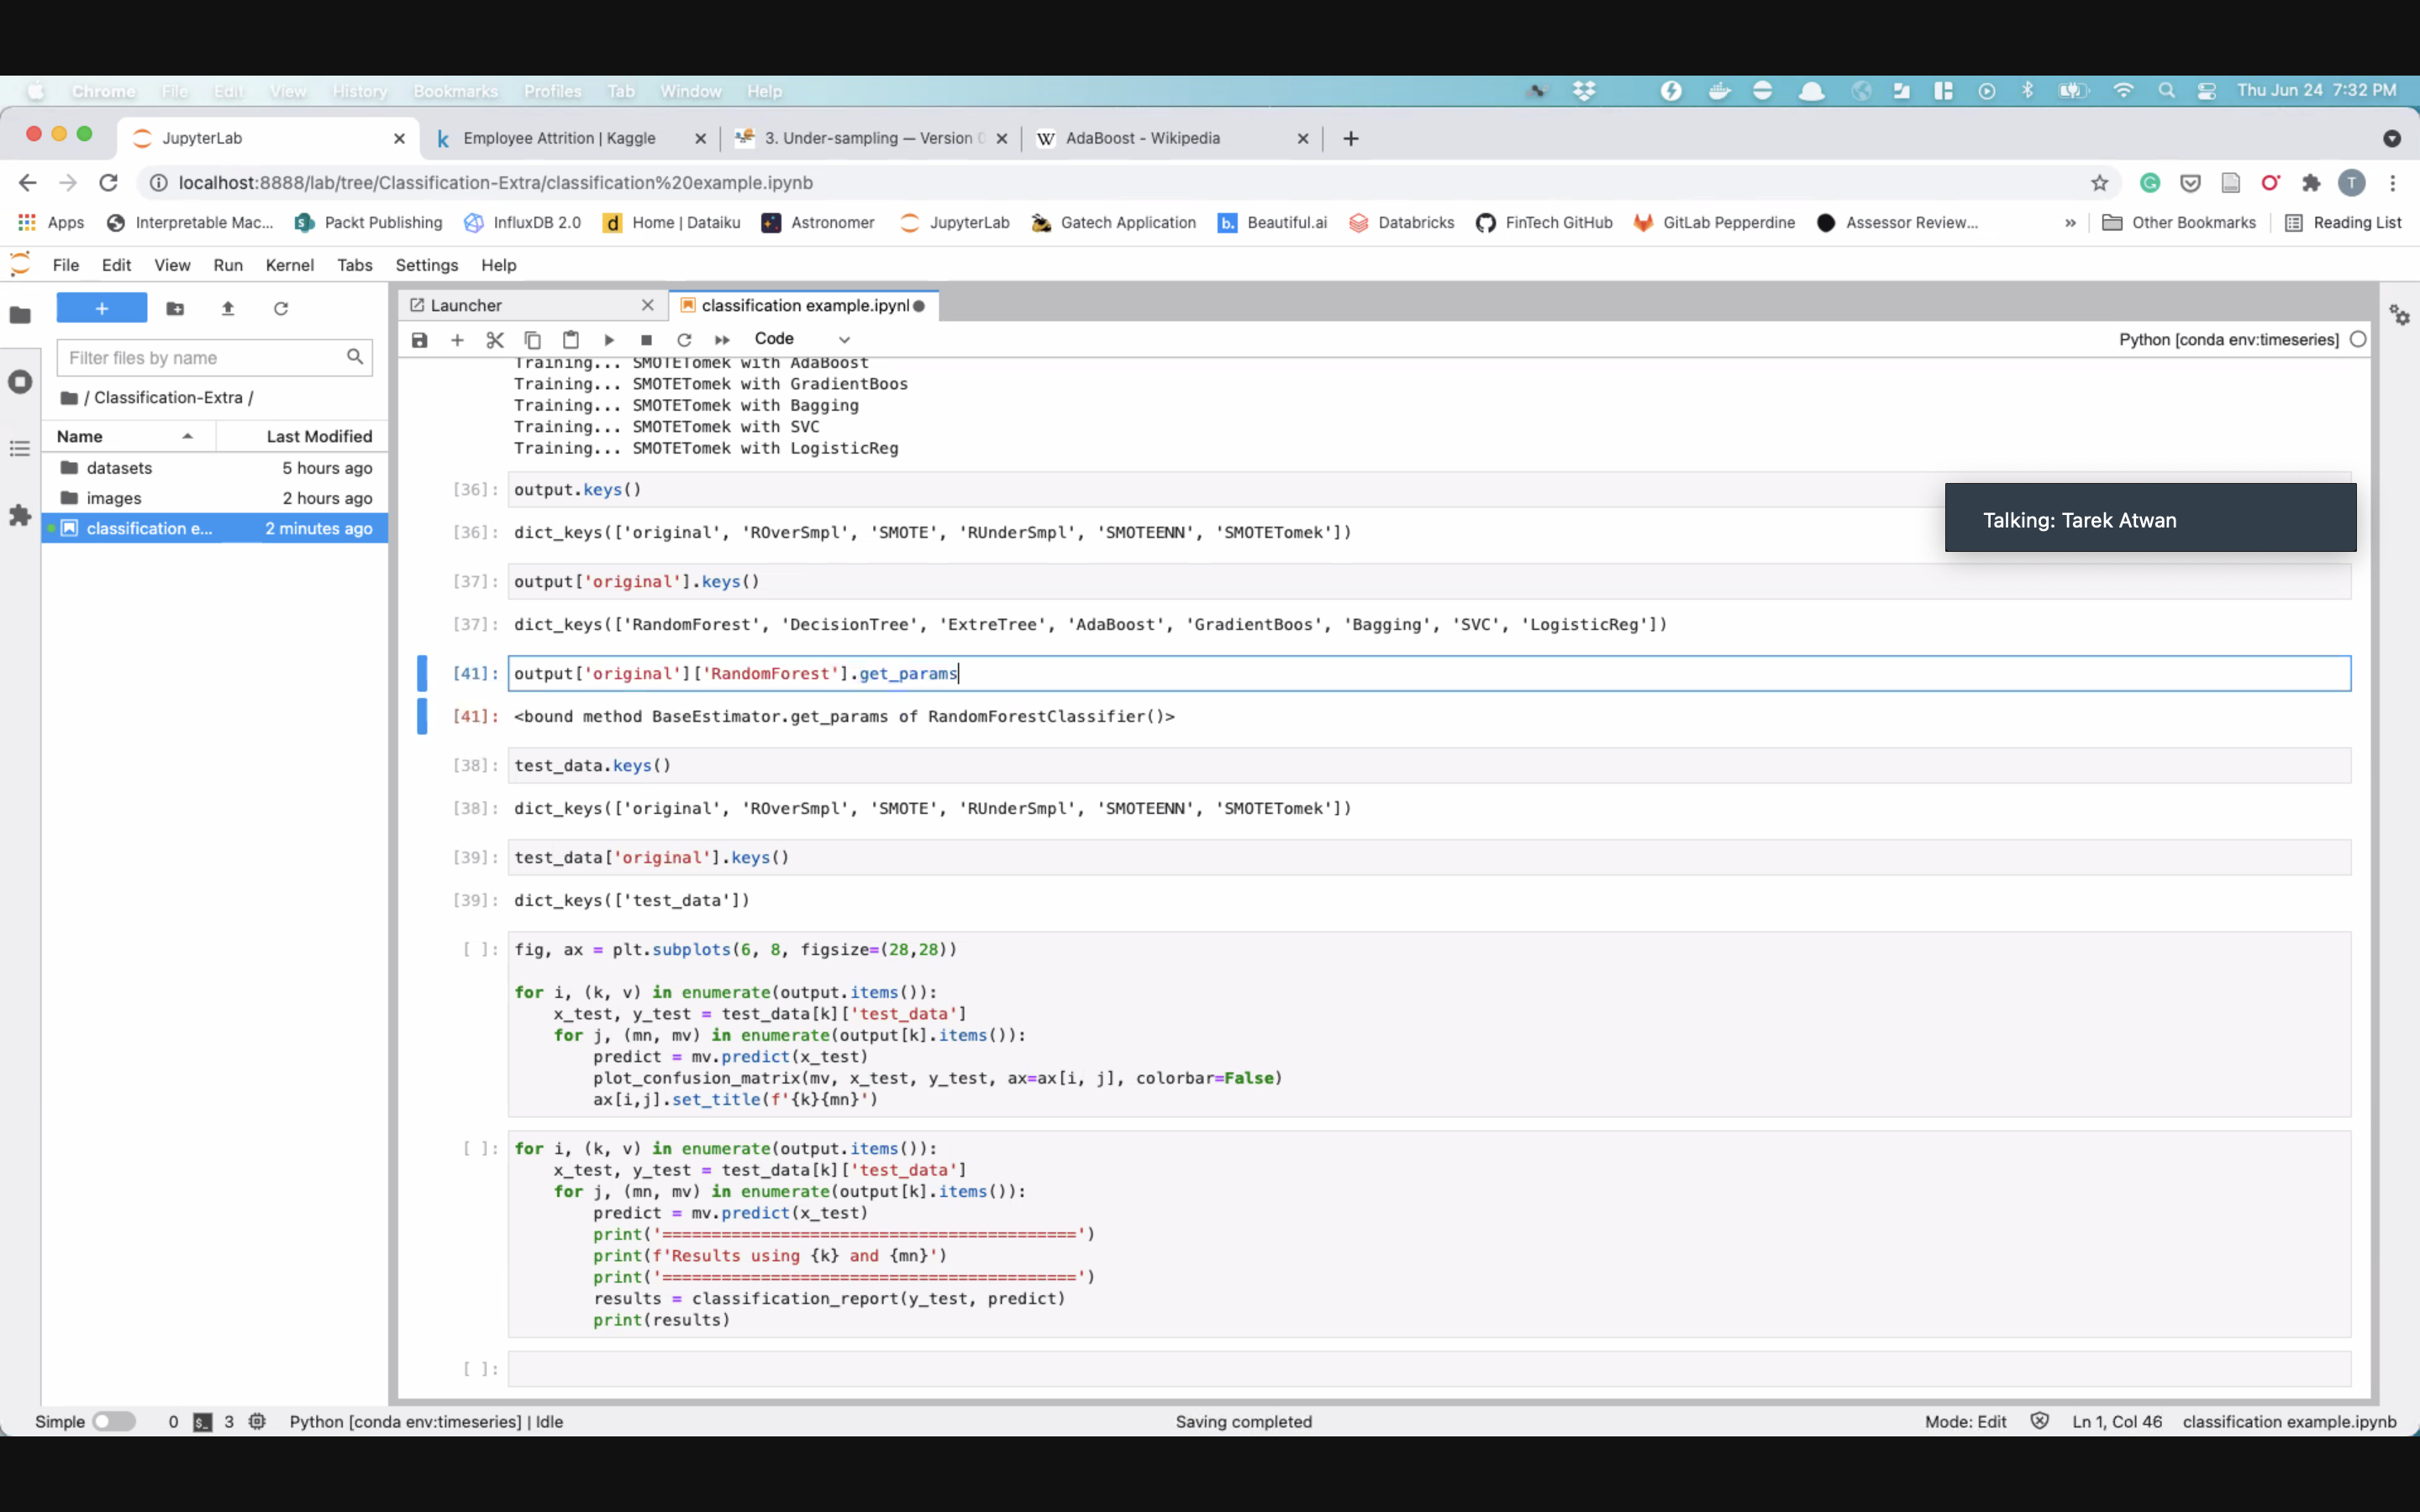 Chrome File Edit View History Bookmarks Profiles Tab Window Help Thu Jun 24 7:32 PM
JupyterLab Employee Attrition | Kaggle 3. Under-sampling — Version W AdaBoost - Wikipedia
localhost:8888/lab/tree/Classification-Extra/classification%20example.ipynb T
Apps Interpretable Mac... Packt Publishing InfluxDB 2.0 Home | Dataiku Astronomer JupyterLab Gatech Application Beautiful.ai Databricks FinTech GitHub GitLab Pepperdine Assessor Review... » Other Bookmarks Reading List
File Edit View Run Kernel Tabs Settings Help
Launcher classification example.ipynl
Code Python [conda env:timeseries]
Filter files by name
/ Classification-Extra /
Name Last Modified
datasets 5 hours ago
images 2 hours ago
classification e... 2 minutes ago
Training... SMOTETomek with AdaBoost
Training... SMOTETomek with GradientBoos
Training... SMOTETomek with Bagging
Training... SMOTETomek with SVC
Training... SMOTETomek with LogisticReg
[36]: output.keys()
[36]: dict_keys(['original', 'ROverSmpl', 'SMOTE', 'RUnderSmpl', 'SMOTEENN', 'SMOTETomek'])
Talking: Tarek Atwan
[37]: output['original'].keys()
[37]: dict_keys(['RandomForest', 'DecisionTree', 'ExtreTree', 'AdaBoost', 'GradientBoos', 'Bagging', 'SVC', 'LogisticReg'])
[41]: output['original']['RandomForest'].get_params
[41]: <bound method BaseEstimator.get_params of RandomForestClassifier()>
[38]: test_data.keys()
[38]: dict_keys(['original', 'ROverSmpl', 'SMOTE', 'RUnderSmpl', 'SMOTEENN', 'SMOTETomek'])
[39]: test_data['original'].keys()
[39]: dict_keys(['test_data'])
[ ]: fig, ax = plt.subplots(6, 8, figsize=(28,28))
for i, (k, v) in enumerate(output.items()):
    x_test, y_test = test_data[k]['test_data']
    for j, (mn, mv) in enumerate(output[k].items()):
        predict = mv.predict(x_test)
        plot_confusion_matrix(mv, x_test, y_test, ax=ax[i, j], colorbar=False)
        ax[i,j].set_title(f'{k}{mn}')
[ ]: for i, (k, v) in enumerate(output.items()):
    x_test, y_test = test_data[k]['test_data']
    for j, (mn, mv) in enumerate(output[k].items()):
        predict = mv.predict(x_test)
        print('==========================================')
        print(f'Results using {k} and {mn}')
        print('==========================================')
        results = classification_report(y_test, predict)
        print(results)
[ ]:
Simple 0 3 Python [conda env:timeseries] | Idle Saving completed Mode: Edit Ln 1, Col 46 classification example.ipynb